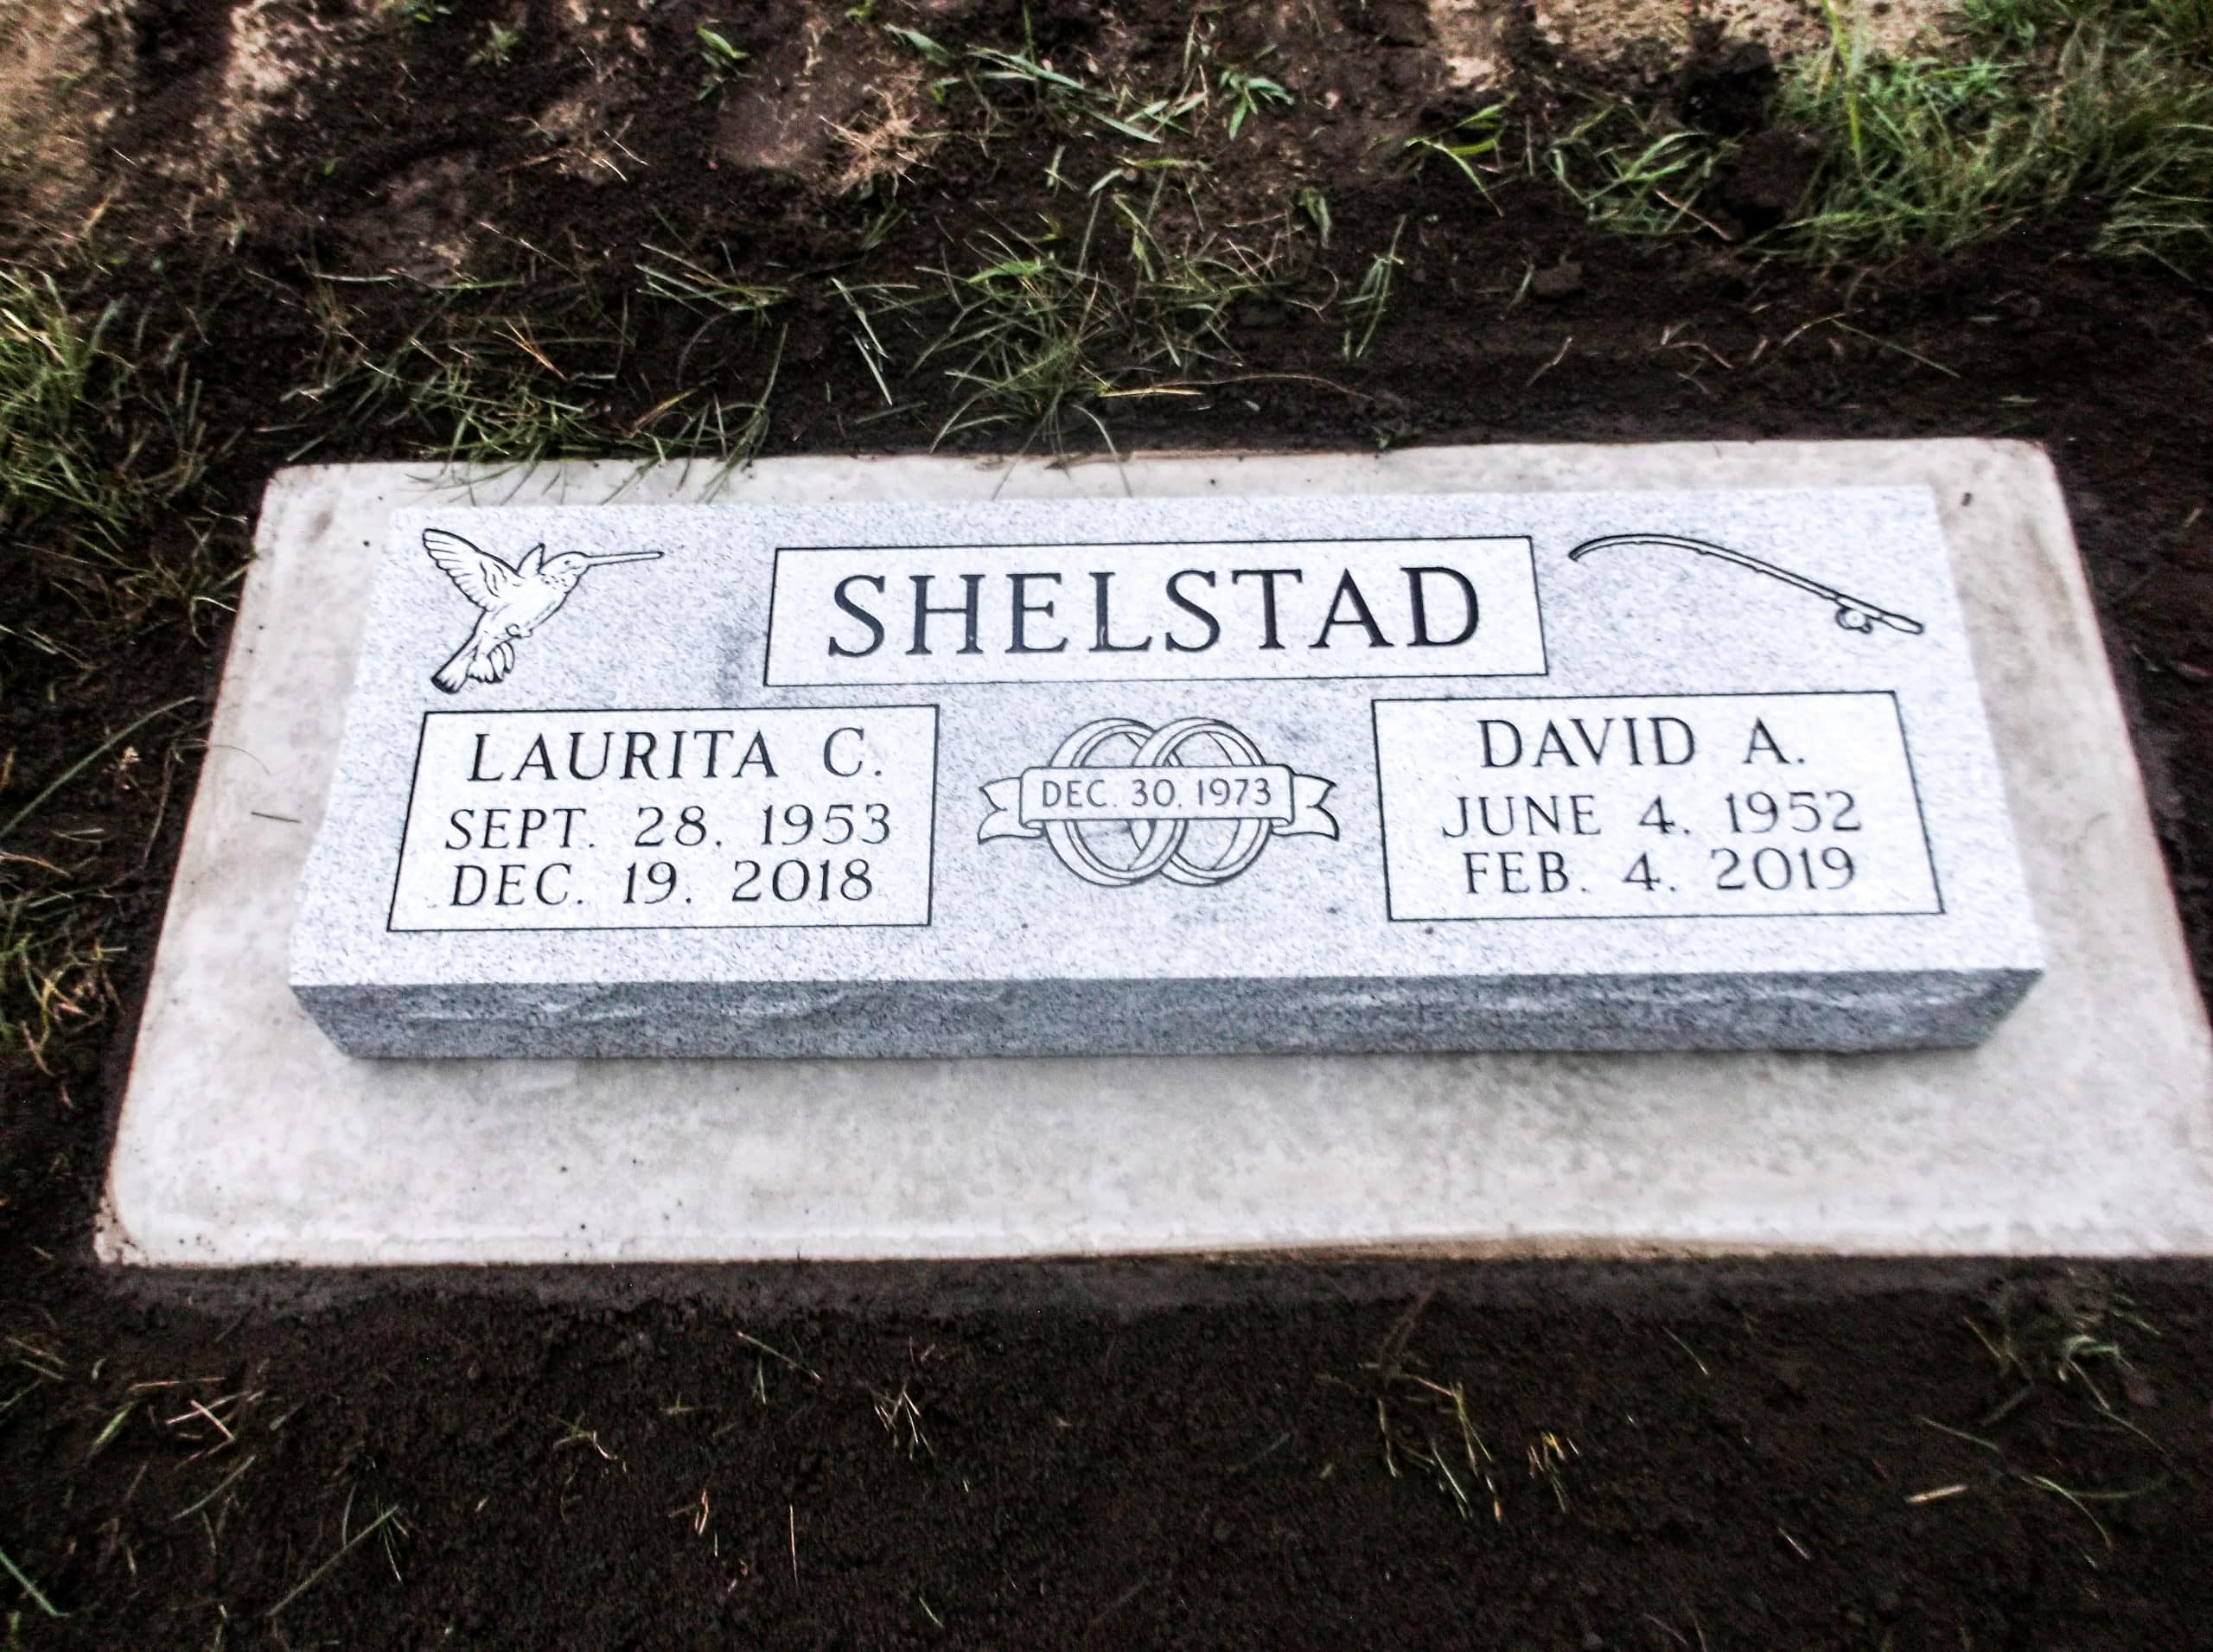 SHELSTAD
LAURITA C.
SEPT. 28, 1953
DEC. 19, 2018
DEC. 30, 1973
DAVID A.
JUNE 4, 1952
FEB. 4, 2019